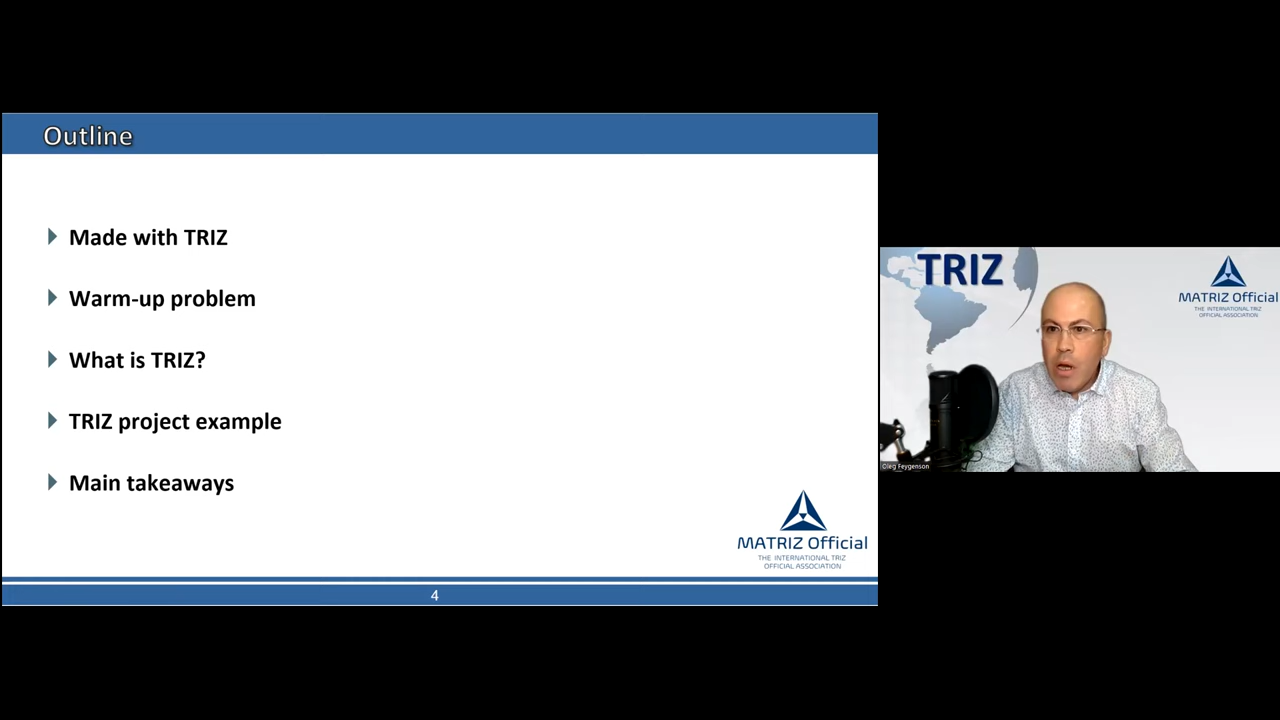 Outline
Made with TRIZ
Warm-up problem
What is TRIZ?
TRIZ project example
Main takeaways
MATRIZ Official
THE INTERNATIONAL TRIZ
OFFICIAL ASSOCIATION
4
TRIZ
MATRIZ Official
THE INTERNATIONAL TRIZ
OFFICIAL ASSOCIATION
Oleg Feygenson